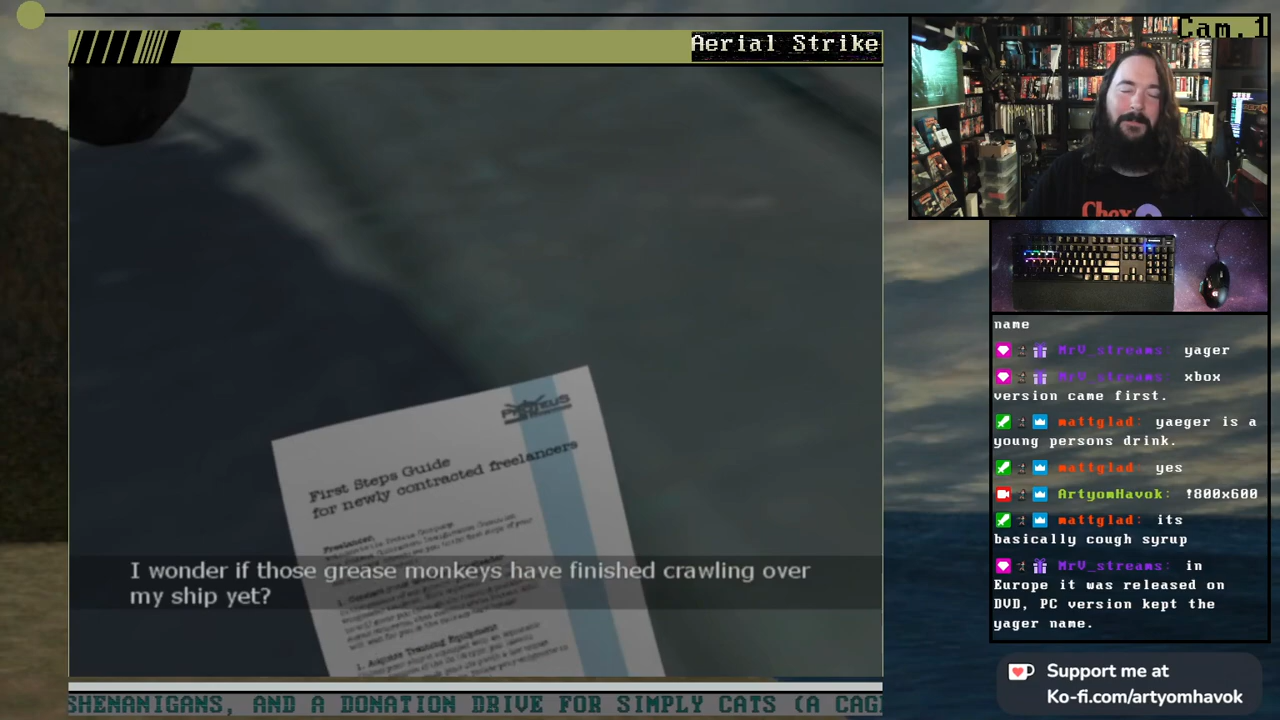 Aerial Strike
Cam.1
PROTEUS
First Steps Guide
for newly contracted freelancers
Freelancer,
I wonder if those grease monkeys have finished crawling over
my ship yet?
SHENANIGANS, AND A DONATION DRIVE FOR SIMPLY CATS (A CAG
Chex
name
MrV_streams: yager
MrV_streams: xbox
version came first.
mattglad: yaeger is a
young persons drink.
mattglad: yes
ArtyomHavok: !800x600
mattglad: its
basically cough syrup
MrV_streams: in
Europe it was released on
DVD, PC version kept the
yager name.
Support me at
Ko-fi.com/artyomhavok